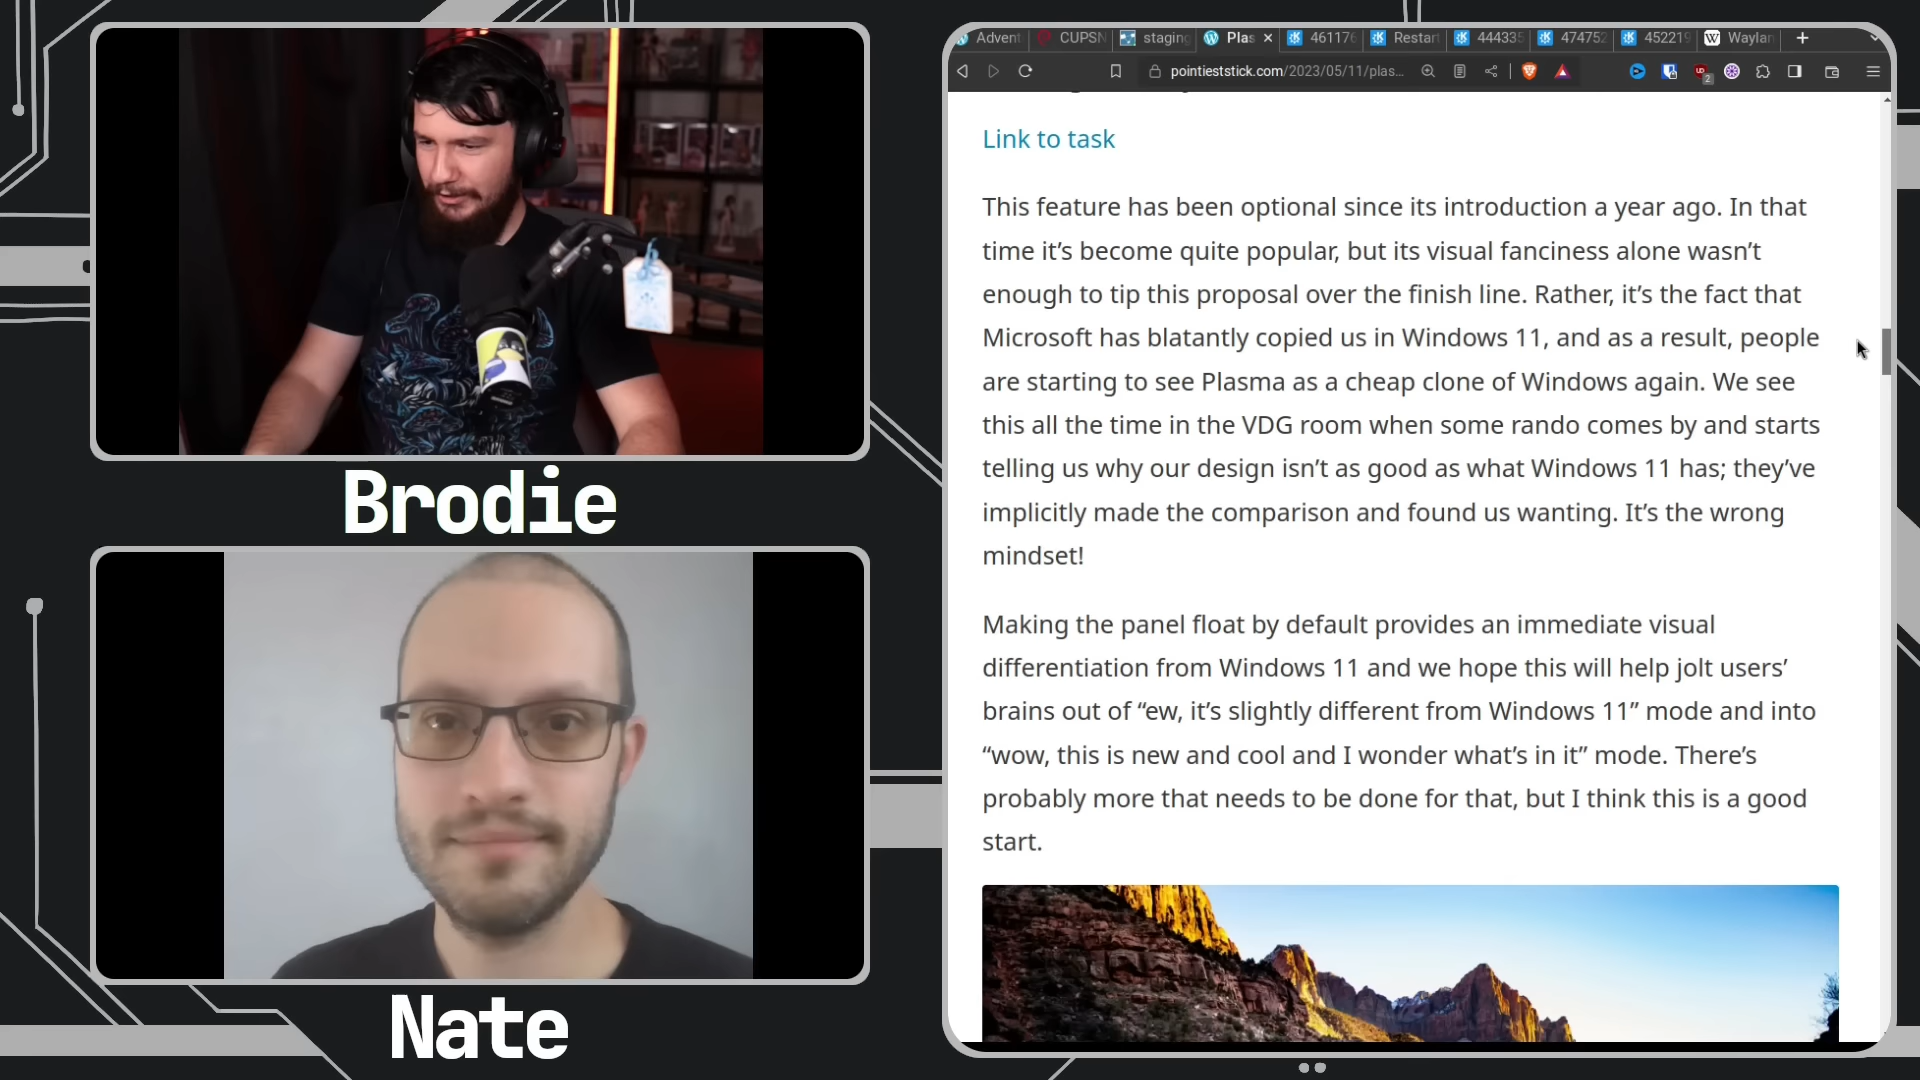 Advent
CUPSN
staging
Plas
461176
Restar
444335
474752
452219
Waylan
pointieststick.com/2023/05/11/plas...
2
Link to task
This feature has been optional since its introduction a year ago. In that
time it’s become quite popular, but its visual fanciness alone wasn’t
enough to tip this proposal over the finish line. Rather, it’s the fact that
Microsoft has blatantly copied us in Windows 11, and as a result, people
are starting to see Plasma as a cheap clone of Windows again. We see
this all the time in the VDG room when some rando comes by and starts
telling us why our design isn’t as good as what Windows 11 has; they’ve
implicitly made the comparison and found us wanting. It’s the wrong
mindset!
Making the panel float by default provides an immediate visual
differentiation from Windows 11 and we hope this will help jolt users’
brains out of “ew, it’s slightly different from Windows 11” mode and into
“wow, this is new and cool and I wonder what’s in it” mode. There’s
probably more that needs to be done for that, but I think this is a good
start.
Brodie
Nate